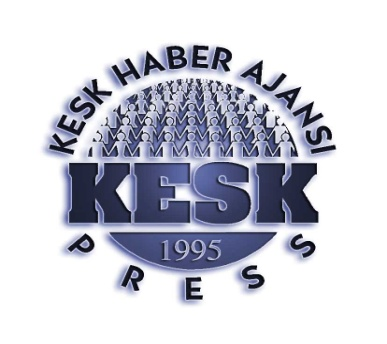 KESK HABER AJANSI
KESK
1995
PRESS